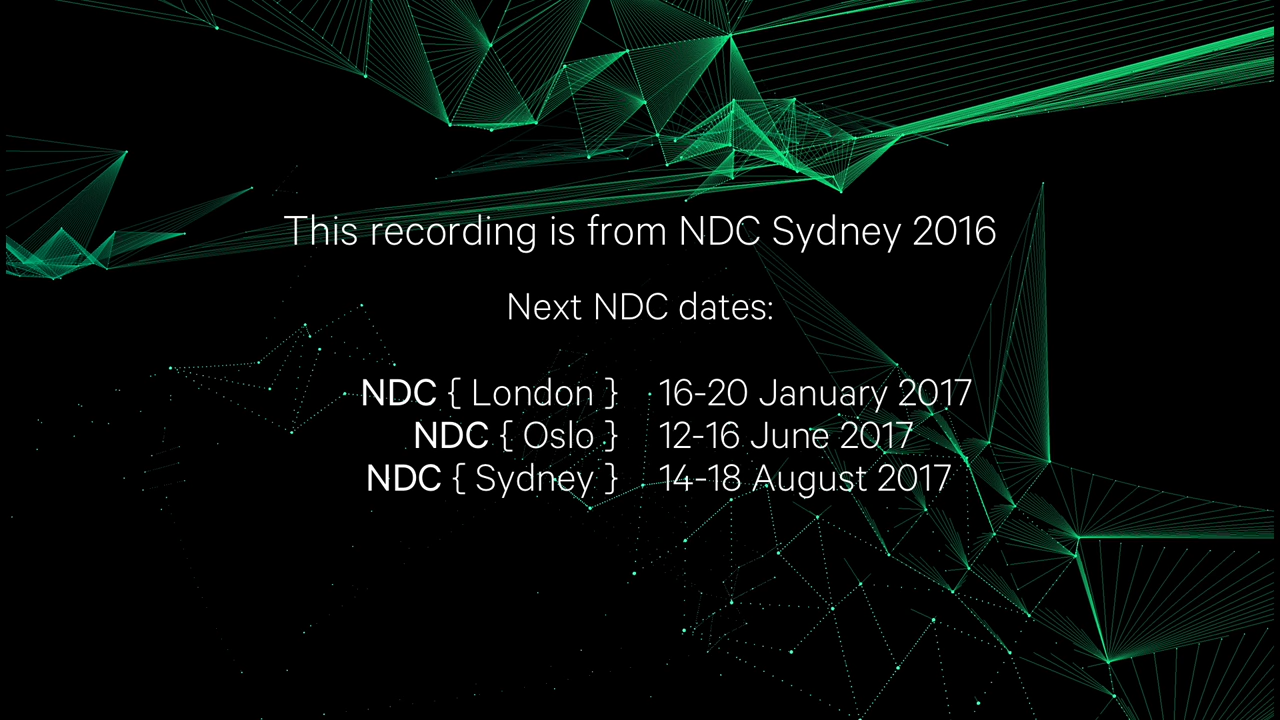 This recording is from NDC Sydney 2016
Next NDC dates:
NDC { London } 16-20 January 2017
NDC { Oslo } 12-16 June 2017
NDC { Sydney } 14-18 August 2017